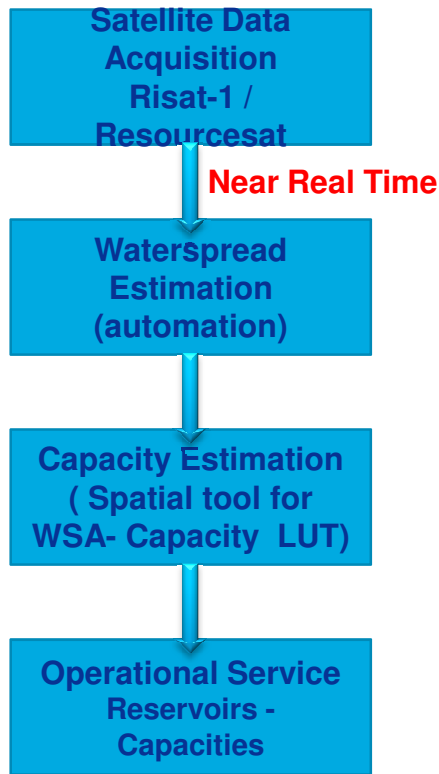 Satellite Data
Acquisition
Risat-1 /
Resourcesat
Near Real Time
Waterspread
Estimation
(automation)
Capacity Estimation
( Spatial tool for
WSA- Capacity LUT)
Operational Service
Reservoirs -
Capacities